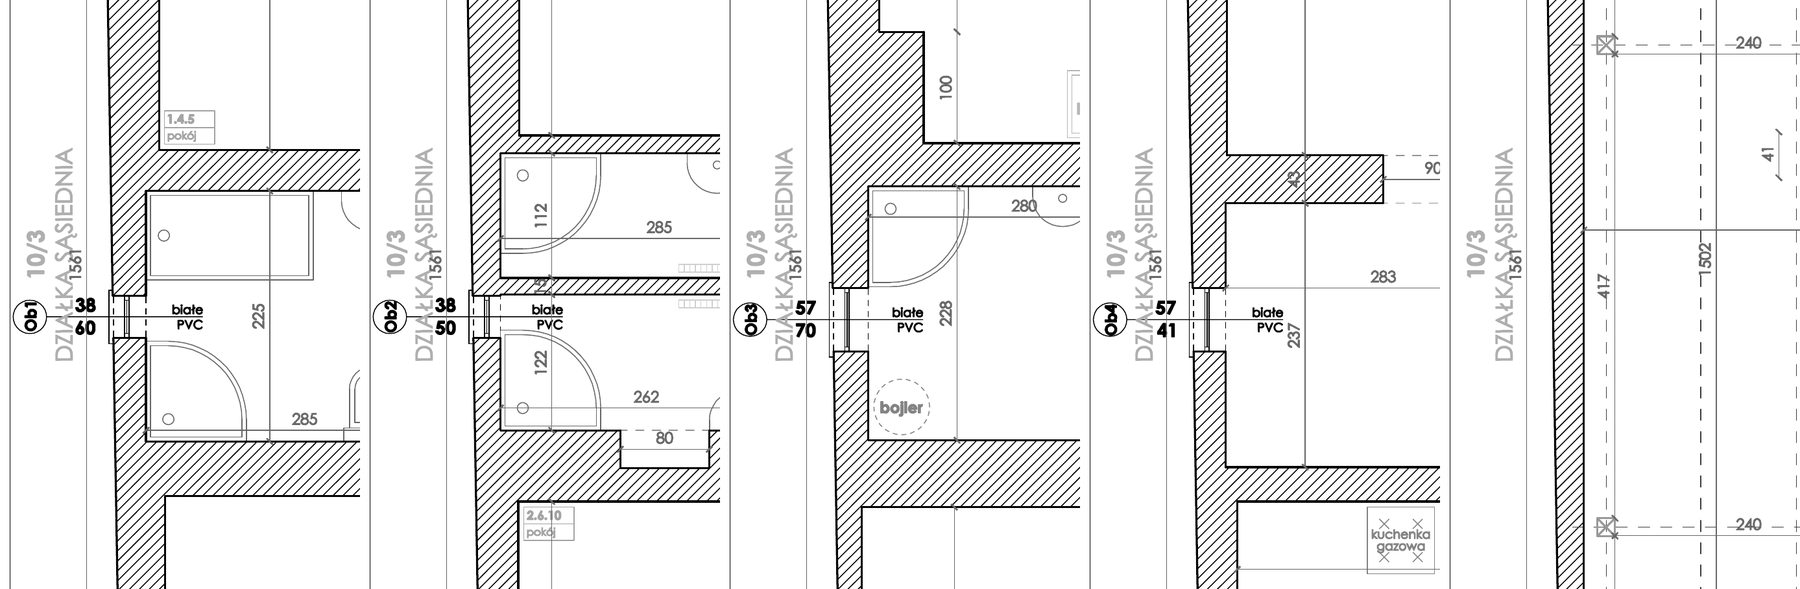 1.4.5
pokój
10/3
DZIAŁKA SĄSIEDNIA
1561
Ob1
38
60
białe
PVC
225
285
10/3
DZIAŁKA SĄSIEDNIA
1561
Ob2
38
50
białe
PVC
112
285
15
122
262
80
2.6.10
pokój
100
10/3
DZIAŁKA SĄSIEDNIA
1561
Ob3
57
70
białe
PVC
280
228
bojler
10/3
DZIAŁKA SĄSIEDNIA
1561
Ob4
57
41
białe
PVC
43
90
283
237
kuchenka
gazowa
10/3
DZIAŁKA SĄSIEDNIA
1561
240
41
417
1502
240